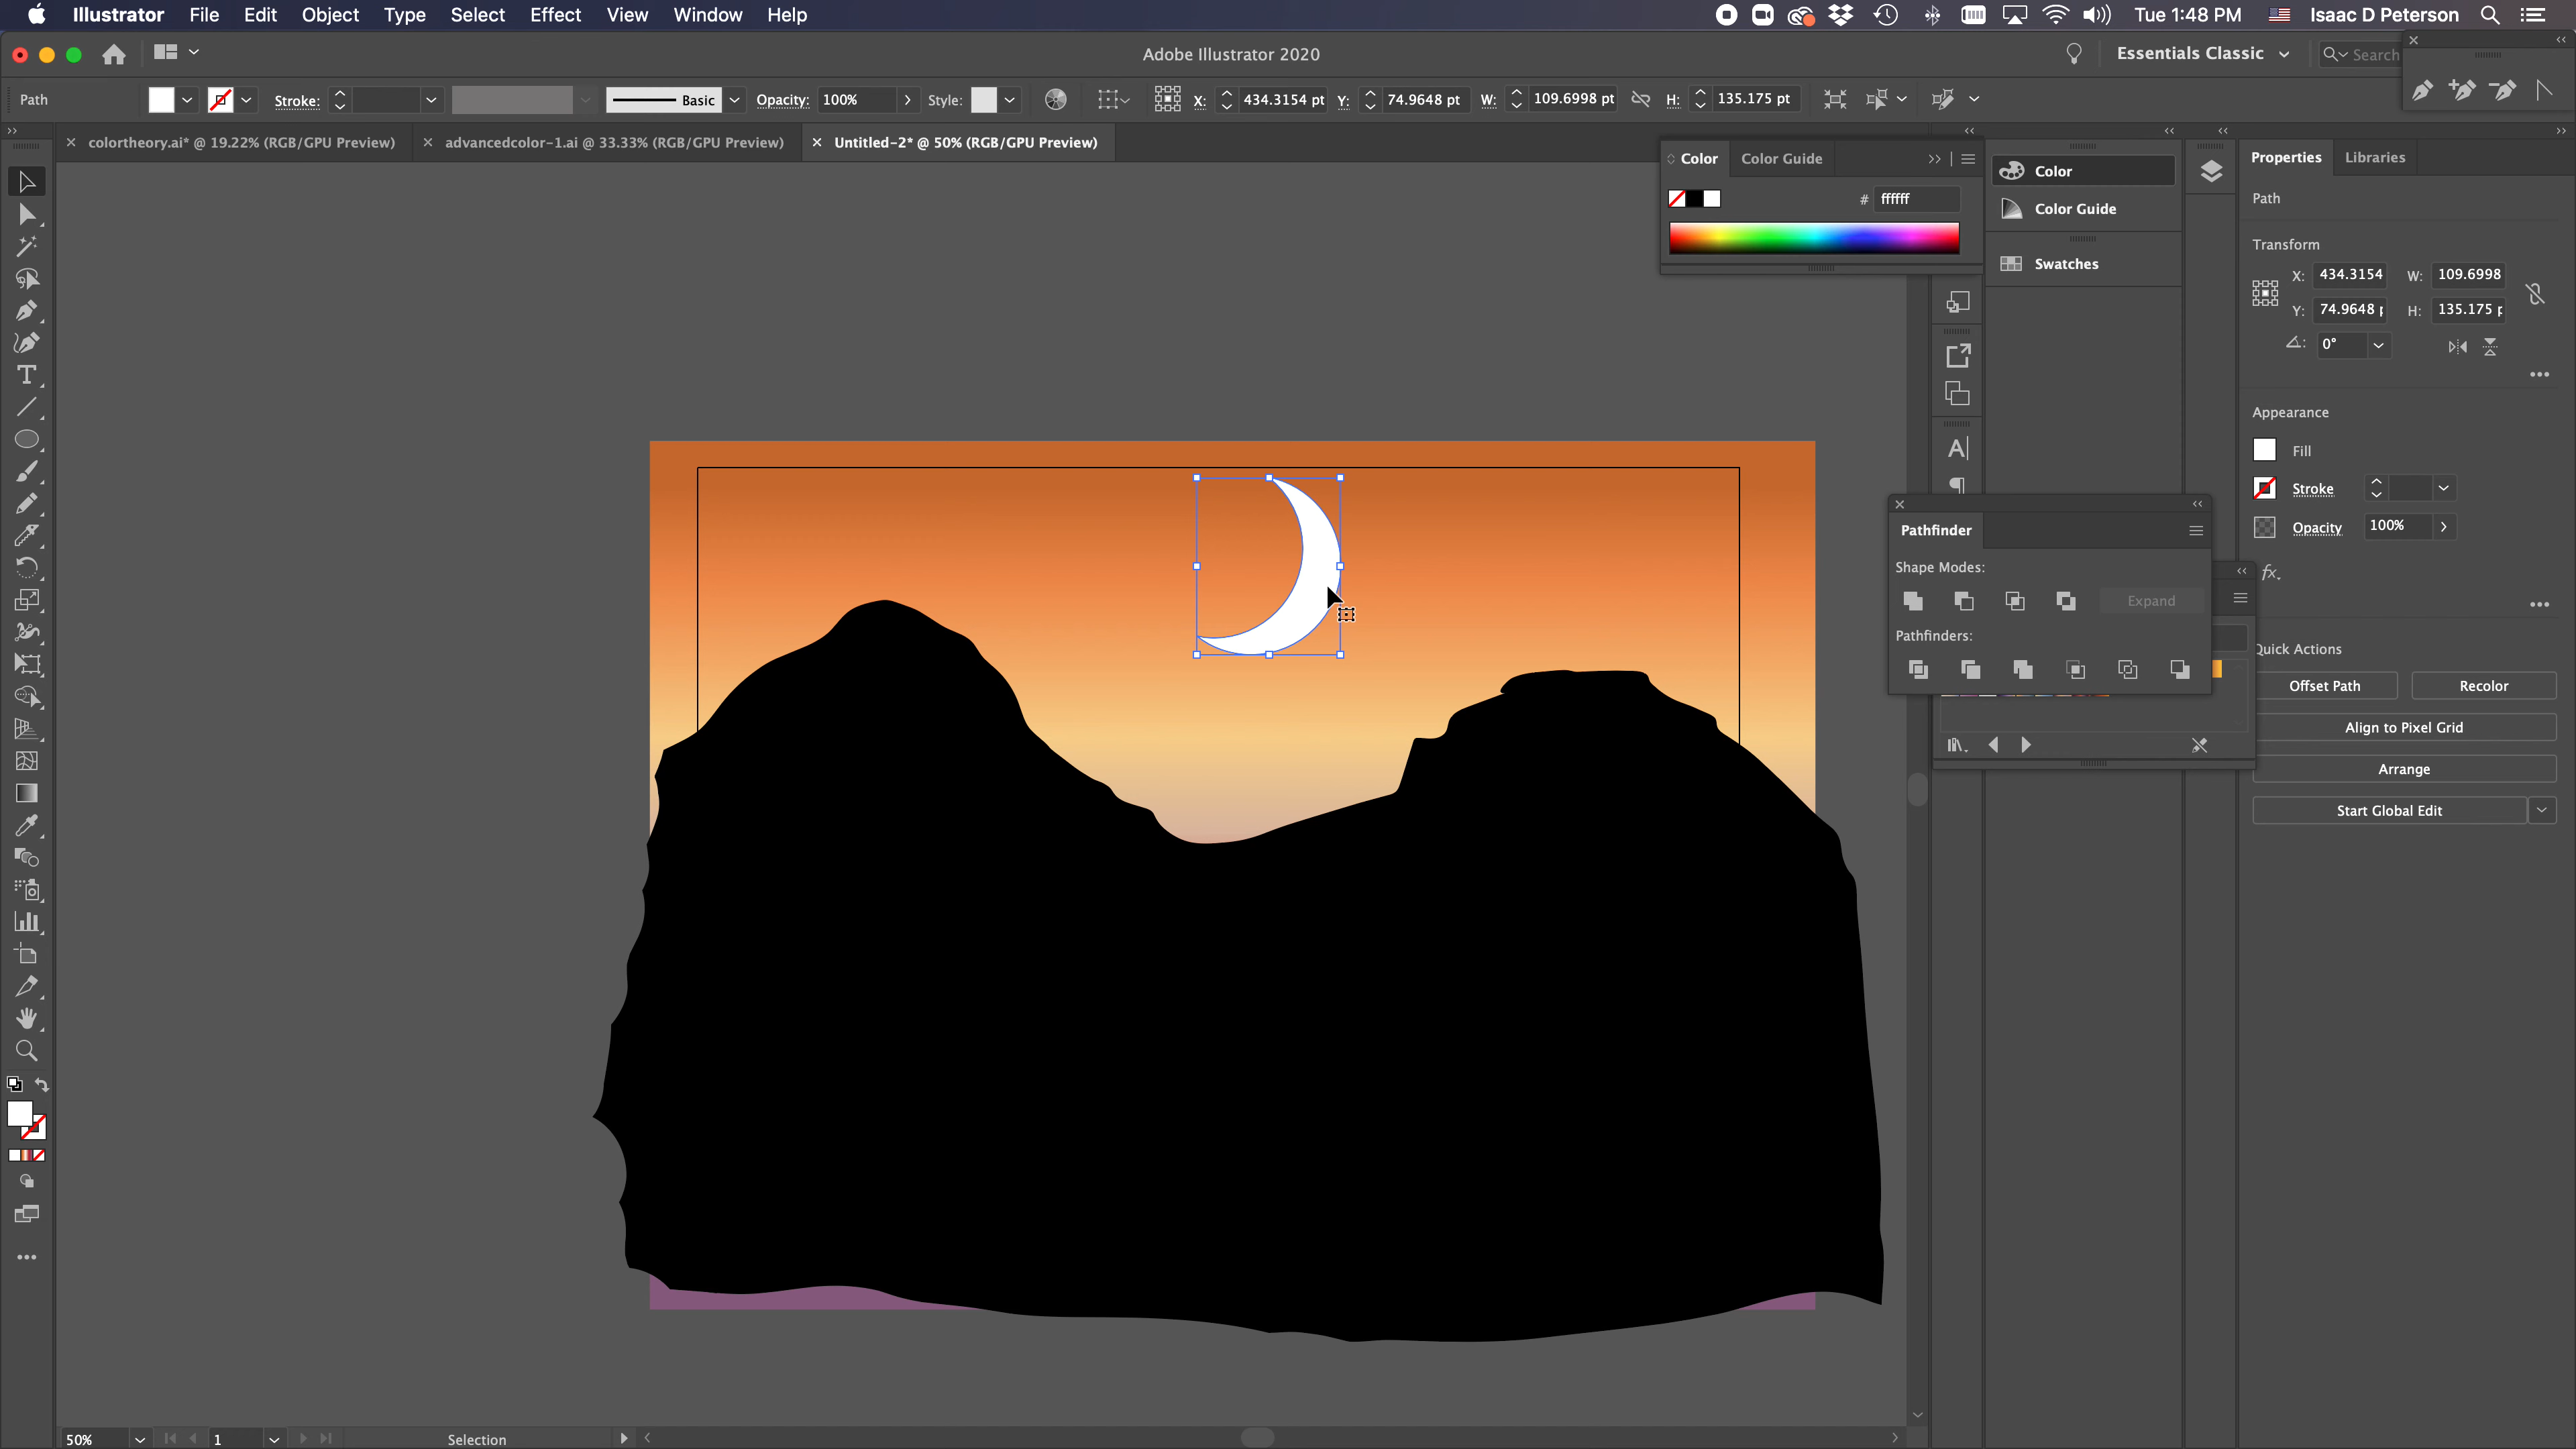 Illustrator File Edit Object Type Select Effect View Window Help Tue 1:48 PM Isaac D Peterson
Adobe Illustrator 2020 Essentials Classic Search
Path Stroke: Basic Opacity: 100% Style: X: 434.3154 pt Y: 74.9648 pt W: 109.6998 pt H: 135.175 pt
colortheory.ai* @ 19.22% (RGB/GPU Preview) advancedcolor-1.ai @ 33.33% (RGB/GPU Preview) Untitled-2* @ 50% (RGB/GPU Preview)
Color Color Guide
# ffffff
Color
Color Guide
Swatches
Properties Libraries
Path
Transform
X: 434.3154 W: 109.6998
Y: 74.9648 H: 135.175
0°
Appearance
Fill
Stroke
Opacity 100%
fx.
Quick Actions
Offset Path Recolor
Align to Pixel Grid
Arrange
Start Global Edit
Pathfinder
Shape Modes:
Expand
Pathfinders:
50% 1 Selection